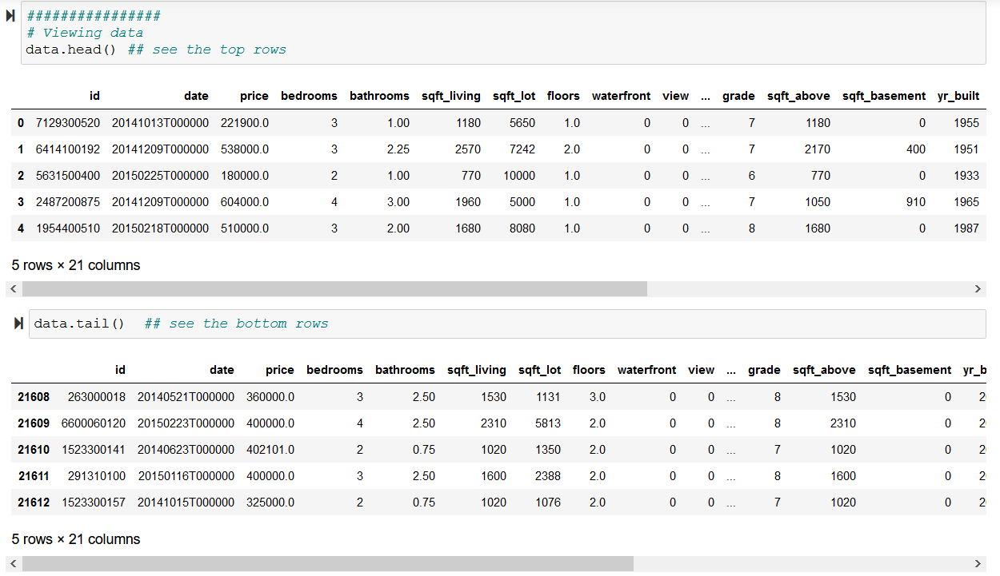 ################
# Viewing data
data.head() ## see the top rows
id date price bedrooms bathrooms sqft_living sqft_lot floors waterfront view ... grade sqft_above sqft_basement yr_built
0 7129300520 20141013T000000 221900.0 3 1.00 1180 5650 1.0 0 0 ... 7 1180 0 1955
1 6414100192 20141209T000000 538000.0 3 2.25 2570 7242 2.0 0 0 ... 7 2170 400 1951
2 5631500400 20150225T000000 180000.0 2 1.00 770 10000 1.0 0 0 ... 6 770 0 1933
3 2487200875 20141209T000000 604000.0 4 3.00 1960 5000 1.0 0 0 ... 7 1050 910 1965
4 1954400510 20150218T000000 510000.0 3 2.00 1680 8080 1.0 0 0 ... 8 1680 0 1987
5 rows × 21 columns
data.tail() ## see the bottom rows
id date price bedrooms bathrooms sqft_living sqft_lot floors waterfront view ... grade sqft_above sqft_basement yr_b
21608 263000018 20140521T000000 360000.0 3 2.50 1530 1131 3.0 0 0 ... 8 1530 0 2
21609 6600060120 20150223T000000 400000.0 4 2.50 2310 5813 2.0 0 0 ... 8 2310 0 2
21610 1523300141 20140623T000000 402101.0 2 0.75 1020 1350 2.0 0 0 ... 7 1020 0 2
21611 291310100 20150116T000000 400000.0 3 2.50 1600 2388 2.0 0 0 ... 8 1600 0 2
21612 1523300157 20141015T000000 325000.0 2 0.75 1020 1076 2.0 0 0 ... 7 1020 0 2
5 rows × 21 columns